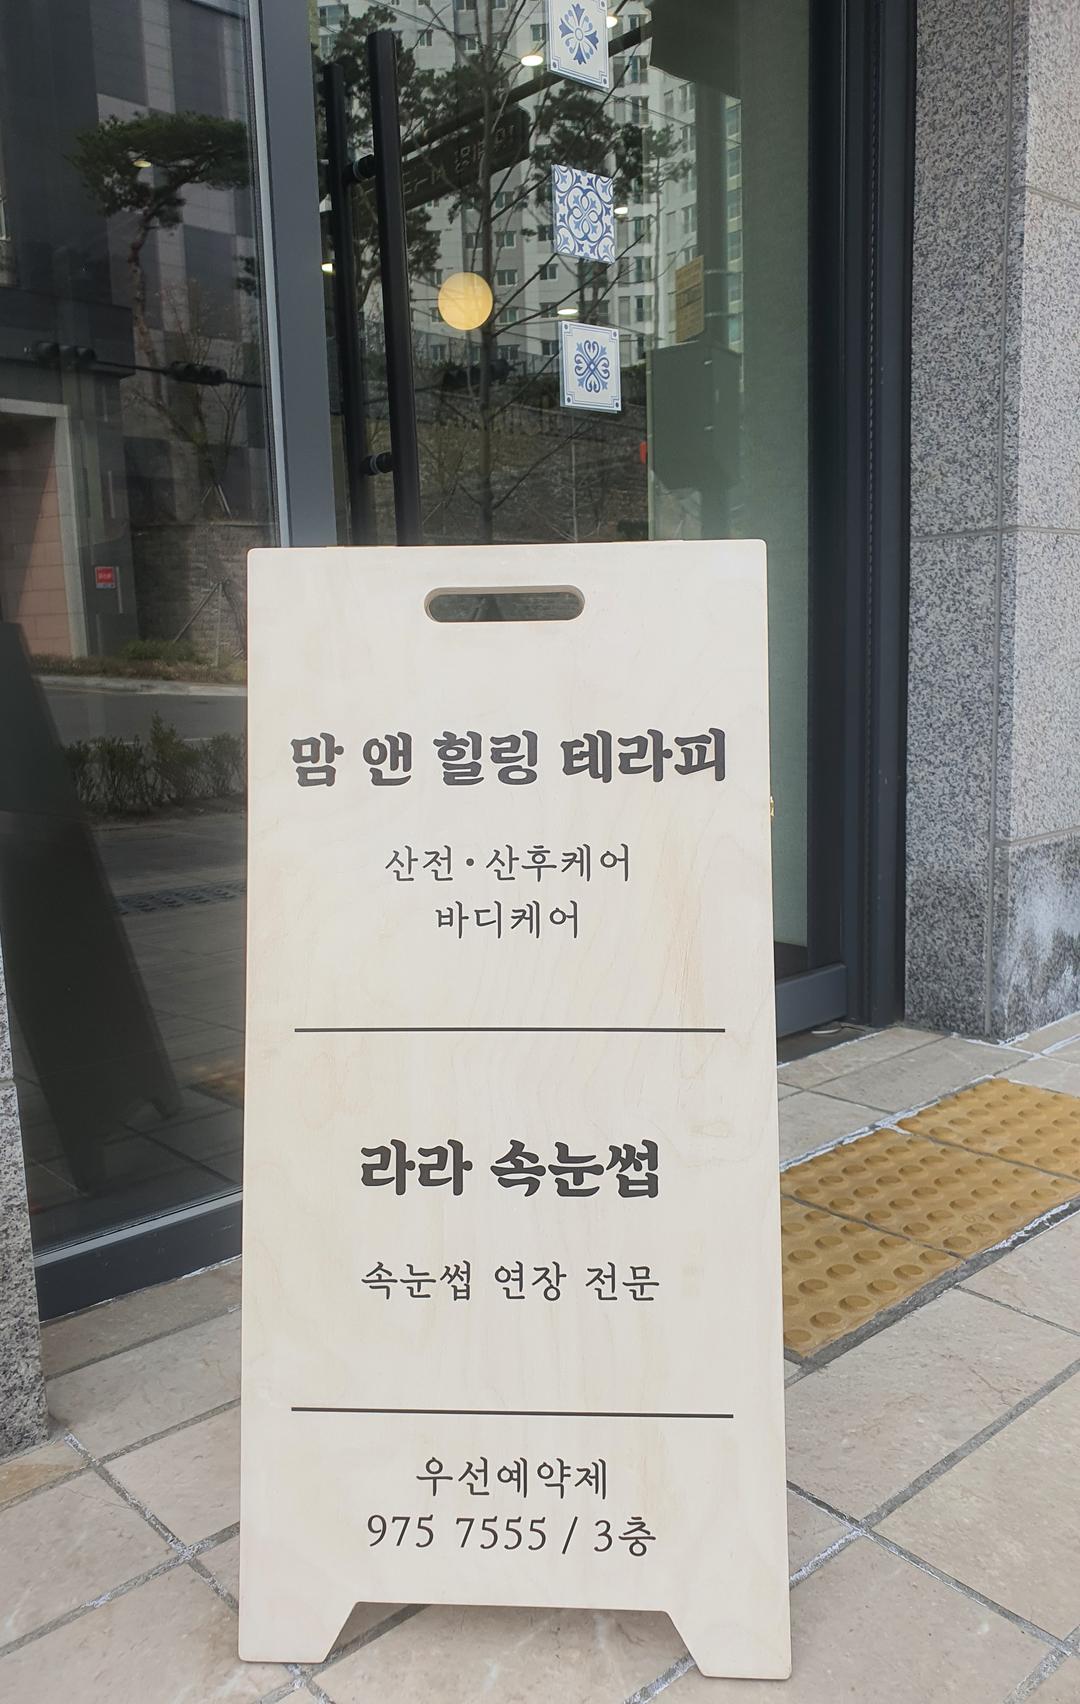 맘 앤 힐링 테라피
산전·산후케어
바디케어
라라 속눈썹
속눈썹 연장 전문
우선예약제
975 7555 / 3층